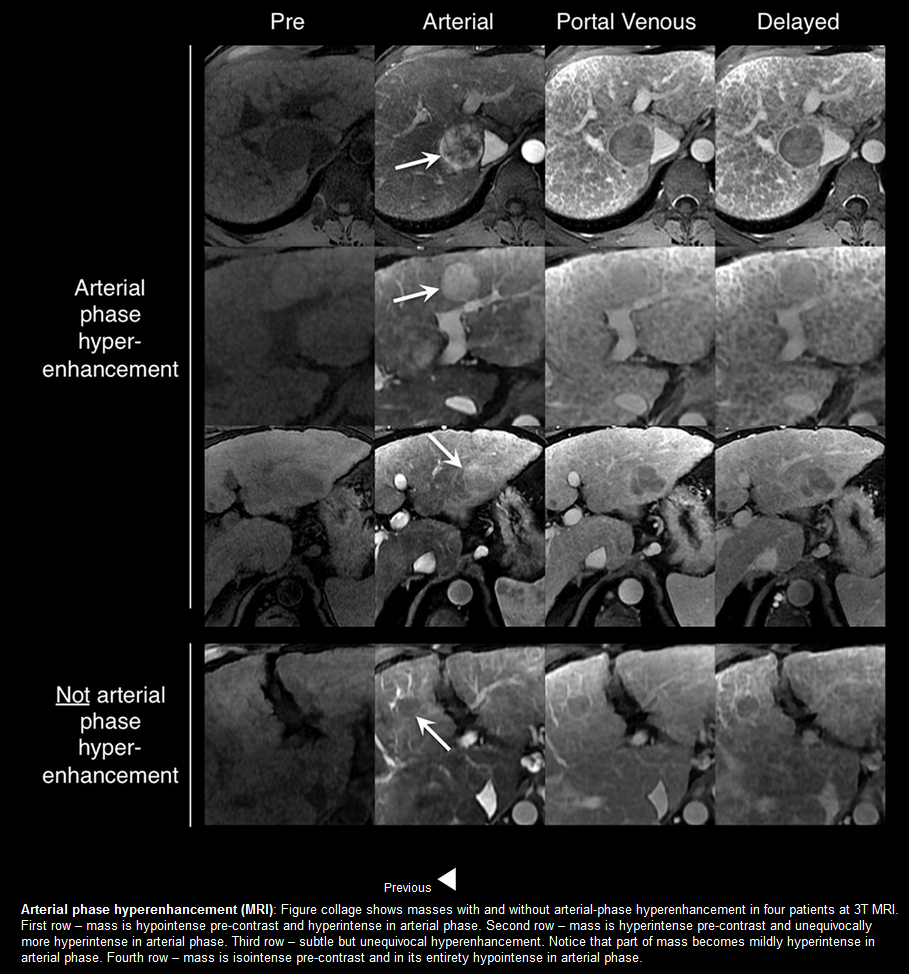 Pre Arterial Portal Venous Delayed
Arterial
phase
hyper-
enhancement
Not arterial
phase
hyper-
enhancement
Previous
Arterial phase hyperenhancement (MRI): Figure collage shows masses with and without arterial-phase hyperenhancement in four patients at 3T MRI.
First row – mass is hypointense pre-contrast and hyperintense in arterial phase. Second row – mass is hyperintense pre-contrast and unequivocally
more hyperintense in arterial phase. Third row – subtle but unequivocal hyperenhancement. Notice that part of mass becomes mildly hyperintense in
arterial phase. Fourth row – mass is isointense pre-contrast and in its entirety hypointense in arterial phase.